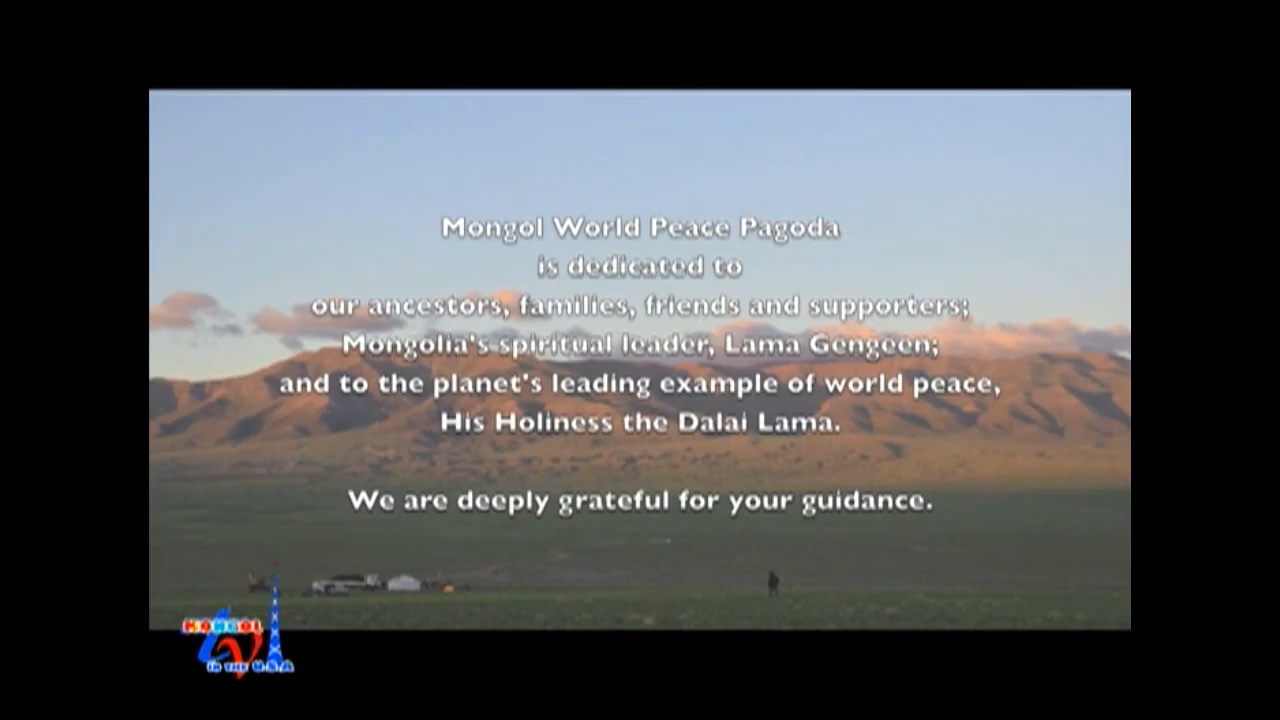 Mongol World Peace Pagoda
is dedicated to
our ancestors, families, friends and supporters;
Mongolia's spiritual leader, Lama Gengeen;
and to the planet's leading example of world peace,
His Holiness the Dalai Lama.
We are deeply grateful for your guidance.
MONGOL
TV
IN THE U.S.A